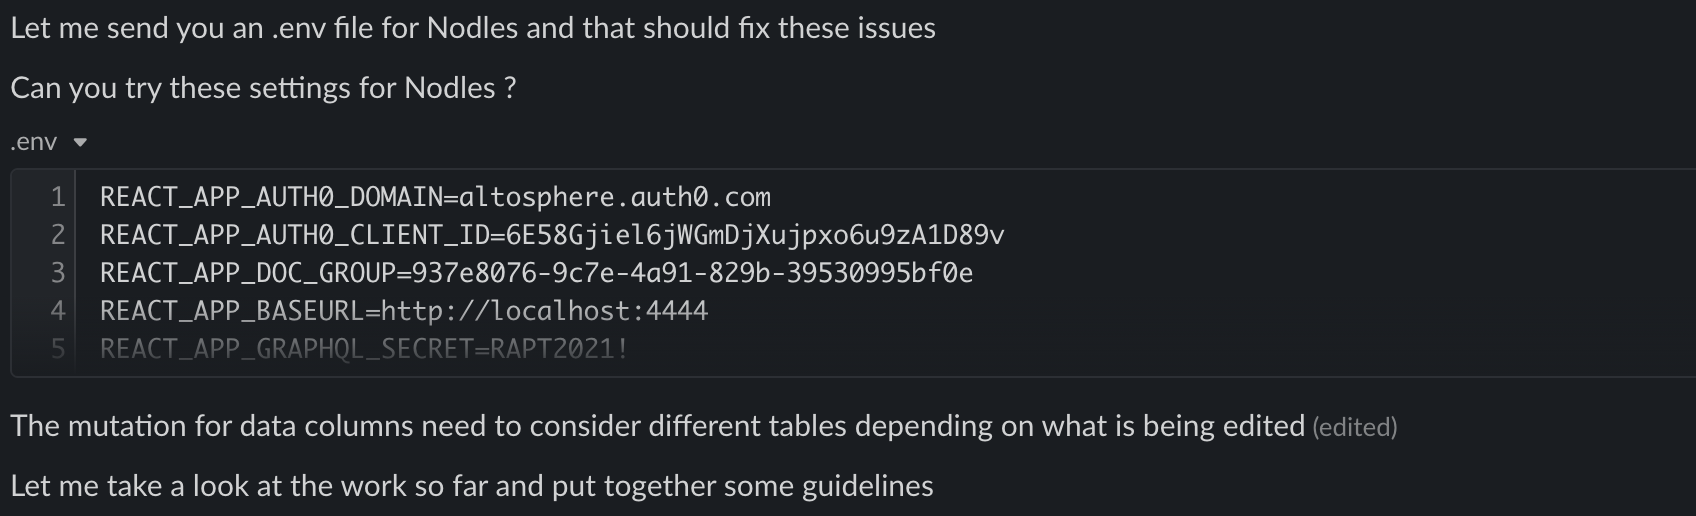 Let me send you an .env file for Nodles and that should fix these issues
Can you try these settings for Nodles ?
.env
1 REACT_APP_AUTH0_DOMAIN=altosphere.auth0.com
2 REACT_APP_AUTH0_CLIENT_ID=6E58Gjiel6jWGmDjXujpxo6u9zA1D89v
3 REACT_APP_DOC_GROUP=937e8076-9c7e-4a91-829b-39530995bf0e
4 REACT_APP_BASEURL=http://localhost:4444
5 REACT_APP_GRAPHQL_SECRET=RAPT2021!
The mutation for data columns need to consider different tables depending on what is being edited (edited)
Let me take a look at the work so far and put together some guidelines